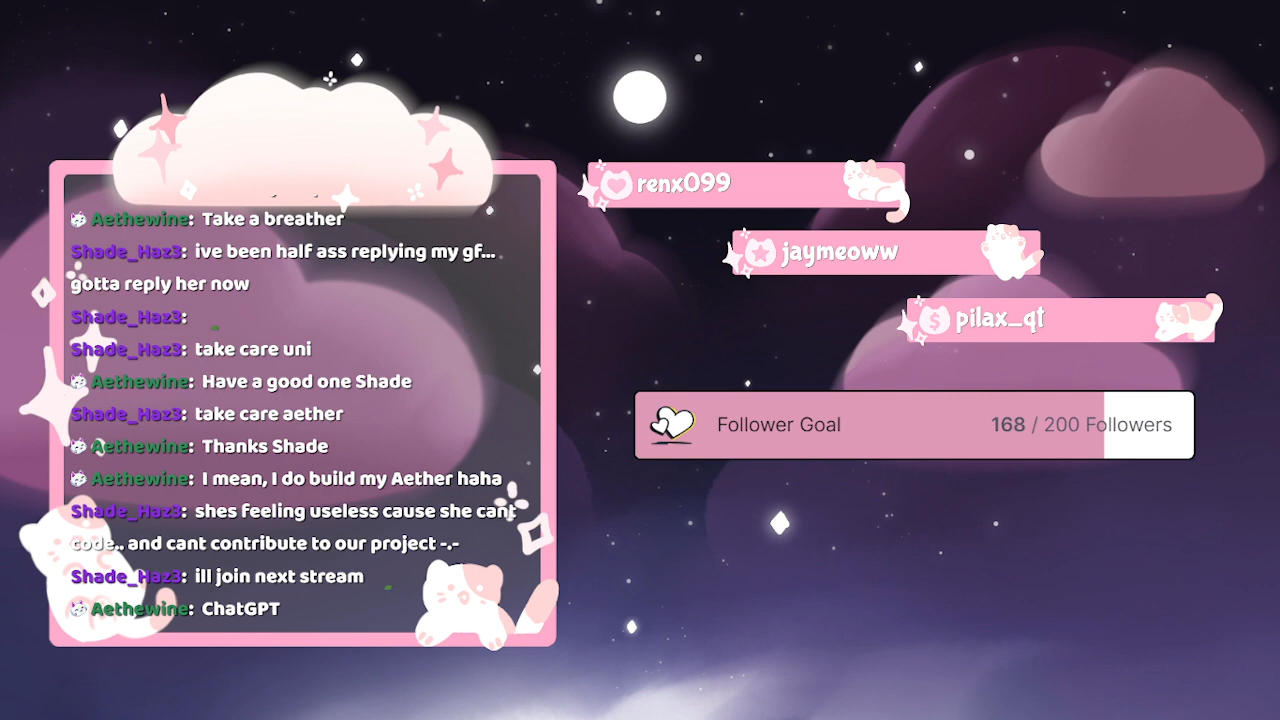 Aethewine: Take a breather
Shade_Haz3: ive been half ass replying my gf...
gotta reply her now
Shade_Haz3:
Shade_Haz3: take care uni
Aethewine: Have a good one Shade
Shade_Haz3: take care aether
Aethewine: Thanks Shade
Aethewine: I mean, I do build my Aether haha
Shade_Haz3: shes feeling useless cause she cant
code.. and cant contribute to our project -.-
Shade_Haz3: ill join next stream
Aethewine: ChatGPT
renx099
jaymeoww
$ pilax_qt
Follower Goal 168 / 200 Followers